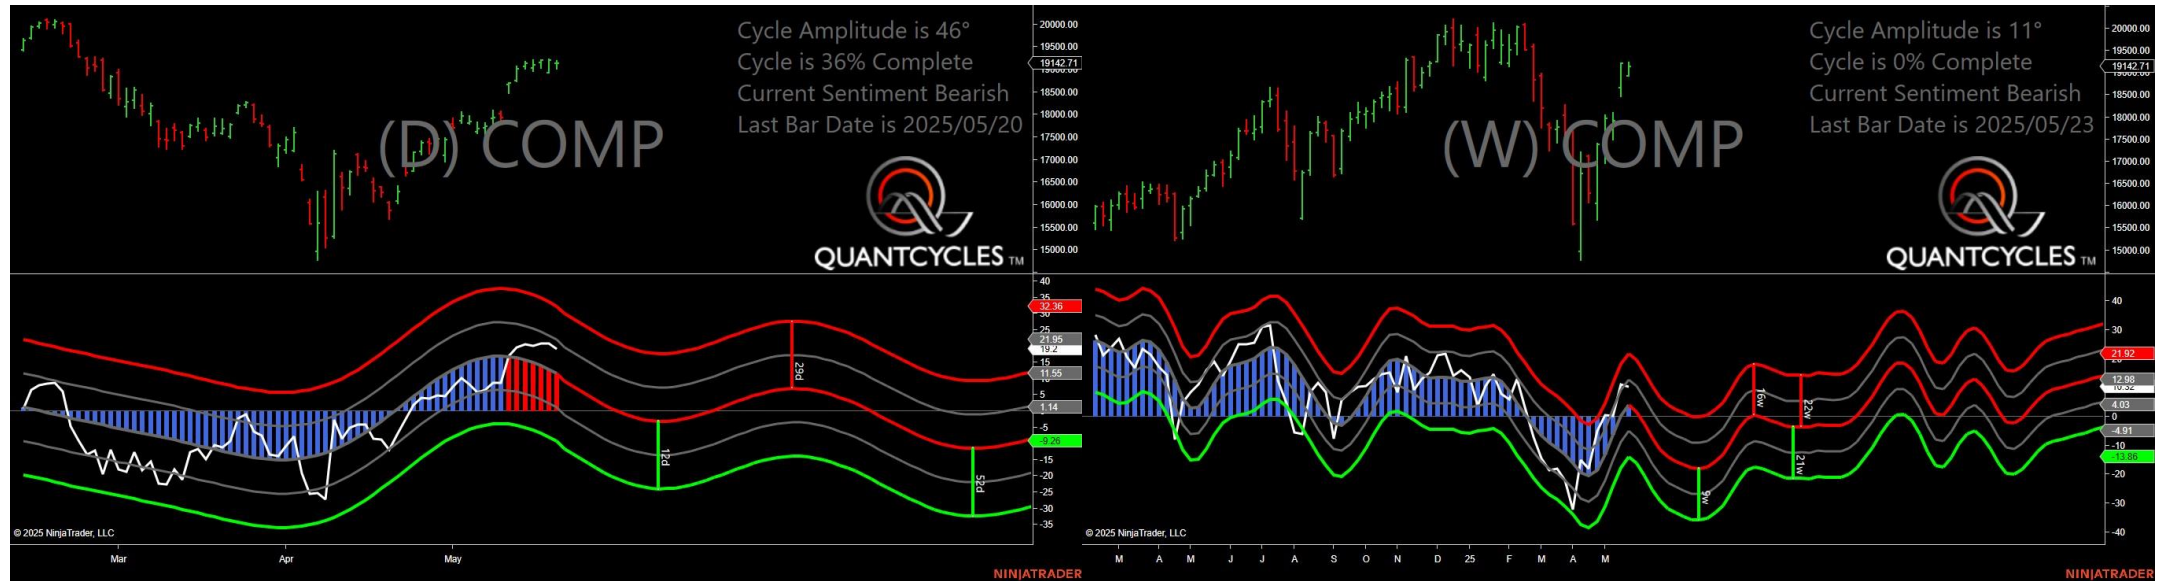 Cycle Amplitude is 46°
Cycle is 36% Complete
Current Sentiment Bearish
Last Bar Date is 2025/05/20
(D) COMP
QUANTCYCLES TM
20000.00
19500.00
19142.71
18500.00
18000.00
17500.00
17000.00
16500.00
16000.00
15500.00
15000.00
40
35
32.36
30
25
21.95
19.2
15
11.55
10
5
1.14
-5
-9.26
-15
-20
-25
-30
-35
12d
29d
52d
© 2025 NinjaTrader, LLC
Mar Apr May
NINJATRADER
Cycle Amplitude is 11°
Cycle is 0% Complete
Current Sentiment Bearish
Last Bar Date is 2025/05/23
(W) COMP
QUANTCYCLES TM
20000.00
19500.00
19142.71
18500.00
18000.00
17500.00
17000.00
16500.00
16000.00
15500.00
15000.00
40
30
21.92
12.98
4.03
0
-4.91
-10
-13.86
-20
-30
-40
9w
16w
21w
22w
© 2025 NinjaTrader, LLC
M A M J J A S O N D 25 F M A M
NINJATRADER